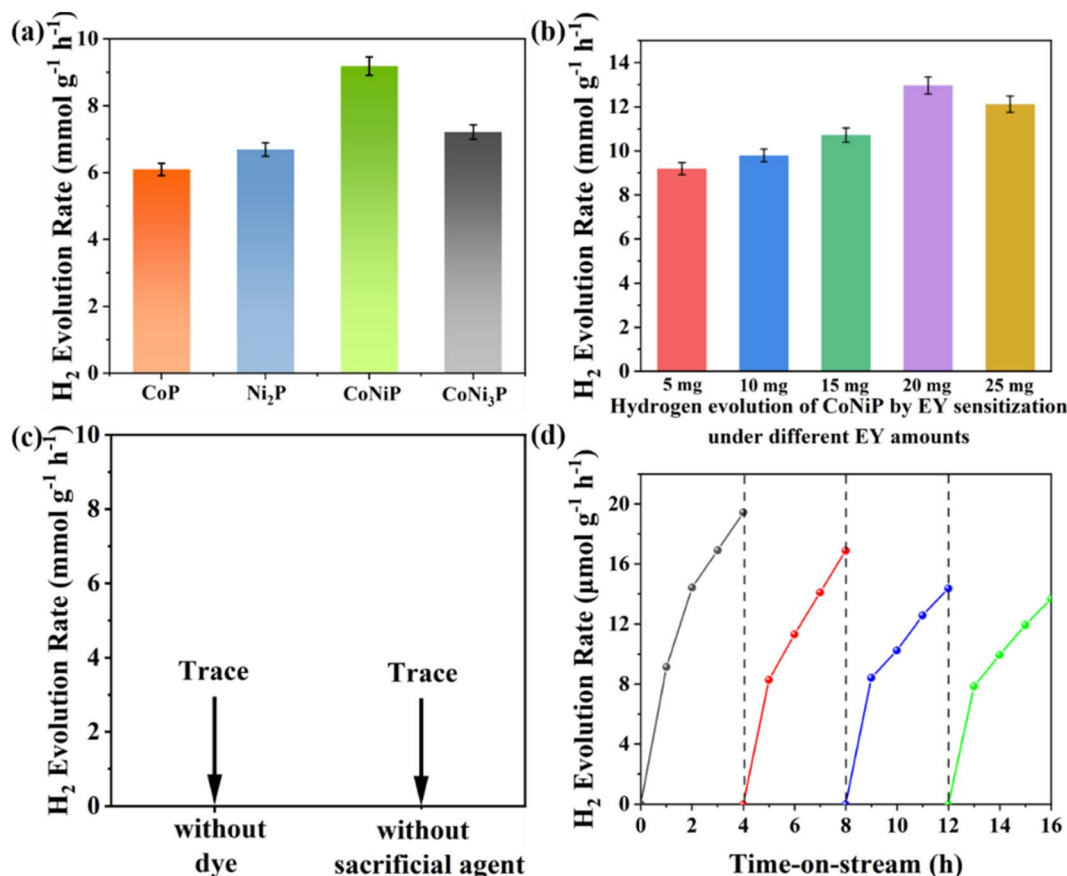 (a)
H₂ Evolution Rate (mmol g⁻¹ h⁻¹)
10
8
6
4
2
0
CoP Ni₂P CoNiP CoNi₃P
(b)
H₂ Evolution Rate (mmol g⁻¹ h⁻¹)
14
12
10
8
6
4
2
0
5 mg 10 mg 15 mg 20 mg 25 mg
Hydrogen evolution of CoNiP by EY sensitization
under different EY amounts
(c)
H₂ Evolution Rate (mmol g⁻¹ h⁻¹)
10
8
6
4
2
0
Trace Trace
without without
dye sacrificial agent
(d)
H₂ Evolution Rate (μmol g⁻¹ h⁻¹)
20
16
12
8
4
0
0 2 4 6 8 10 12 14 16
Time-on-stream (h)